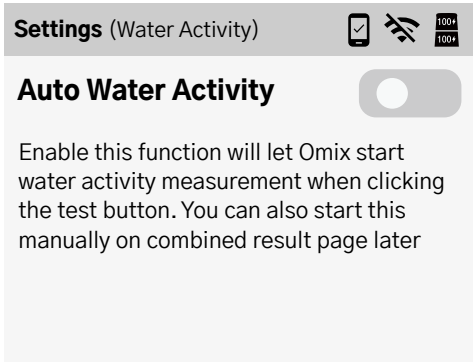 Settings (Water Activity)
100+
100+
Auto Water Activity
Enable this function will let Omix start
water activity measurement when clicking
the test button. You can also start this
manually on combined result page later